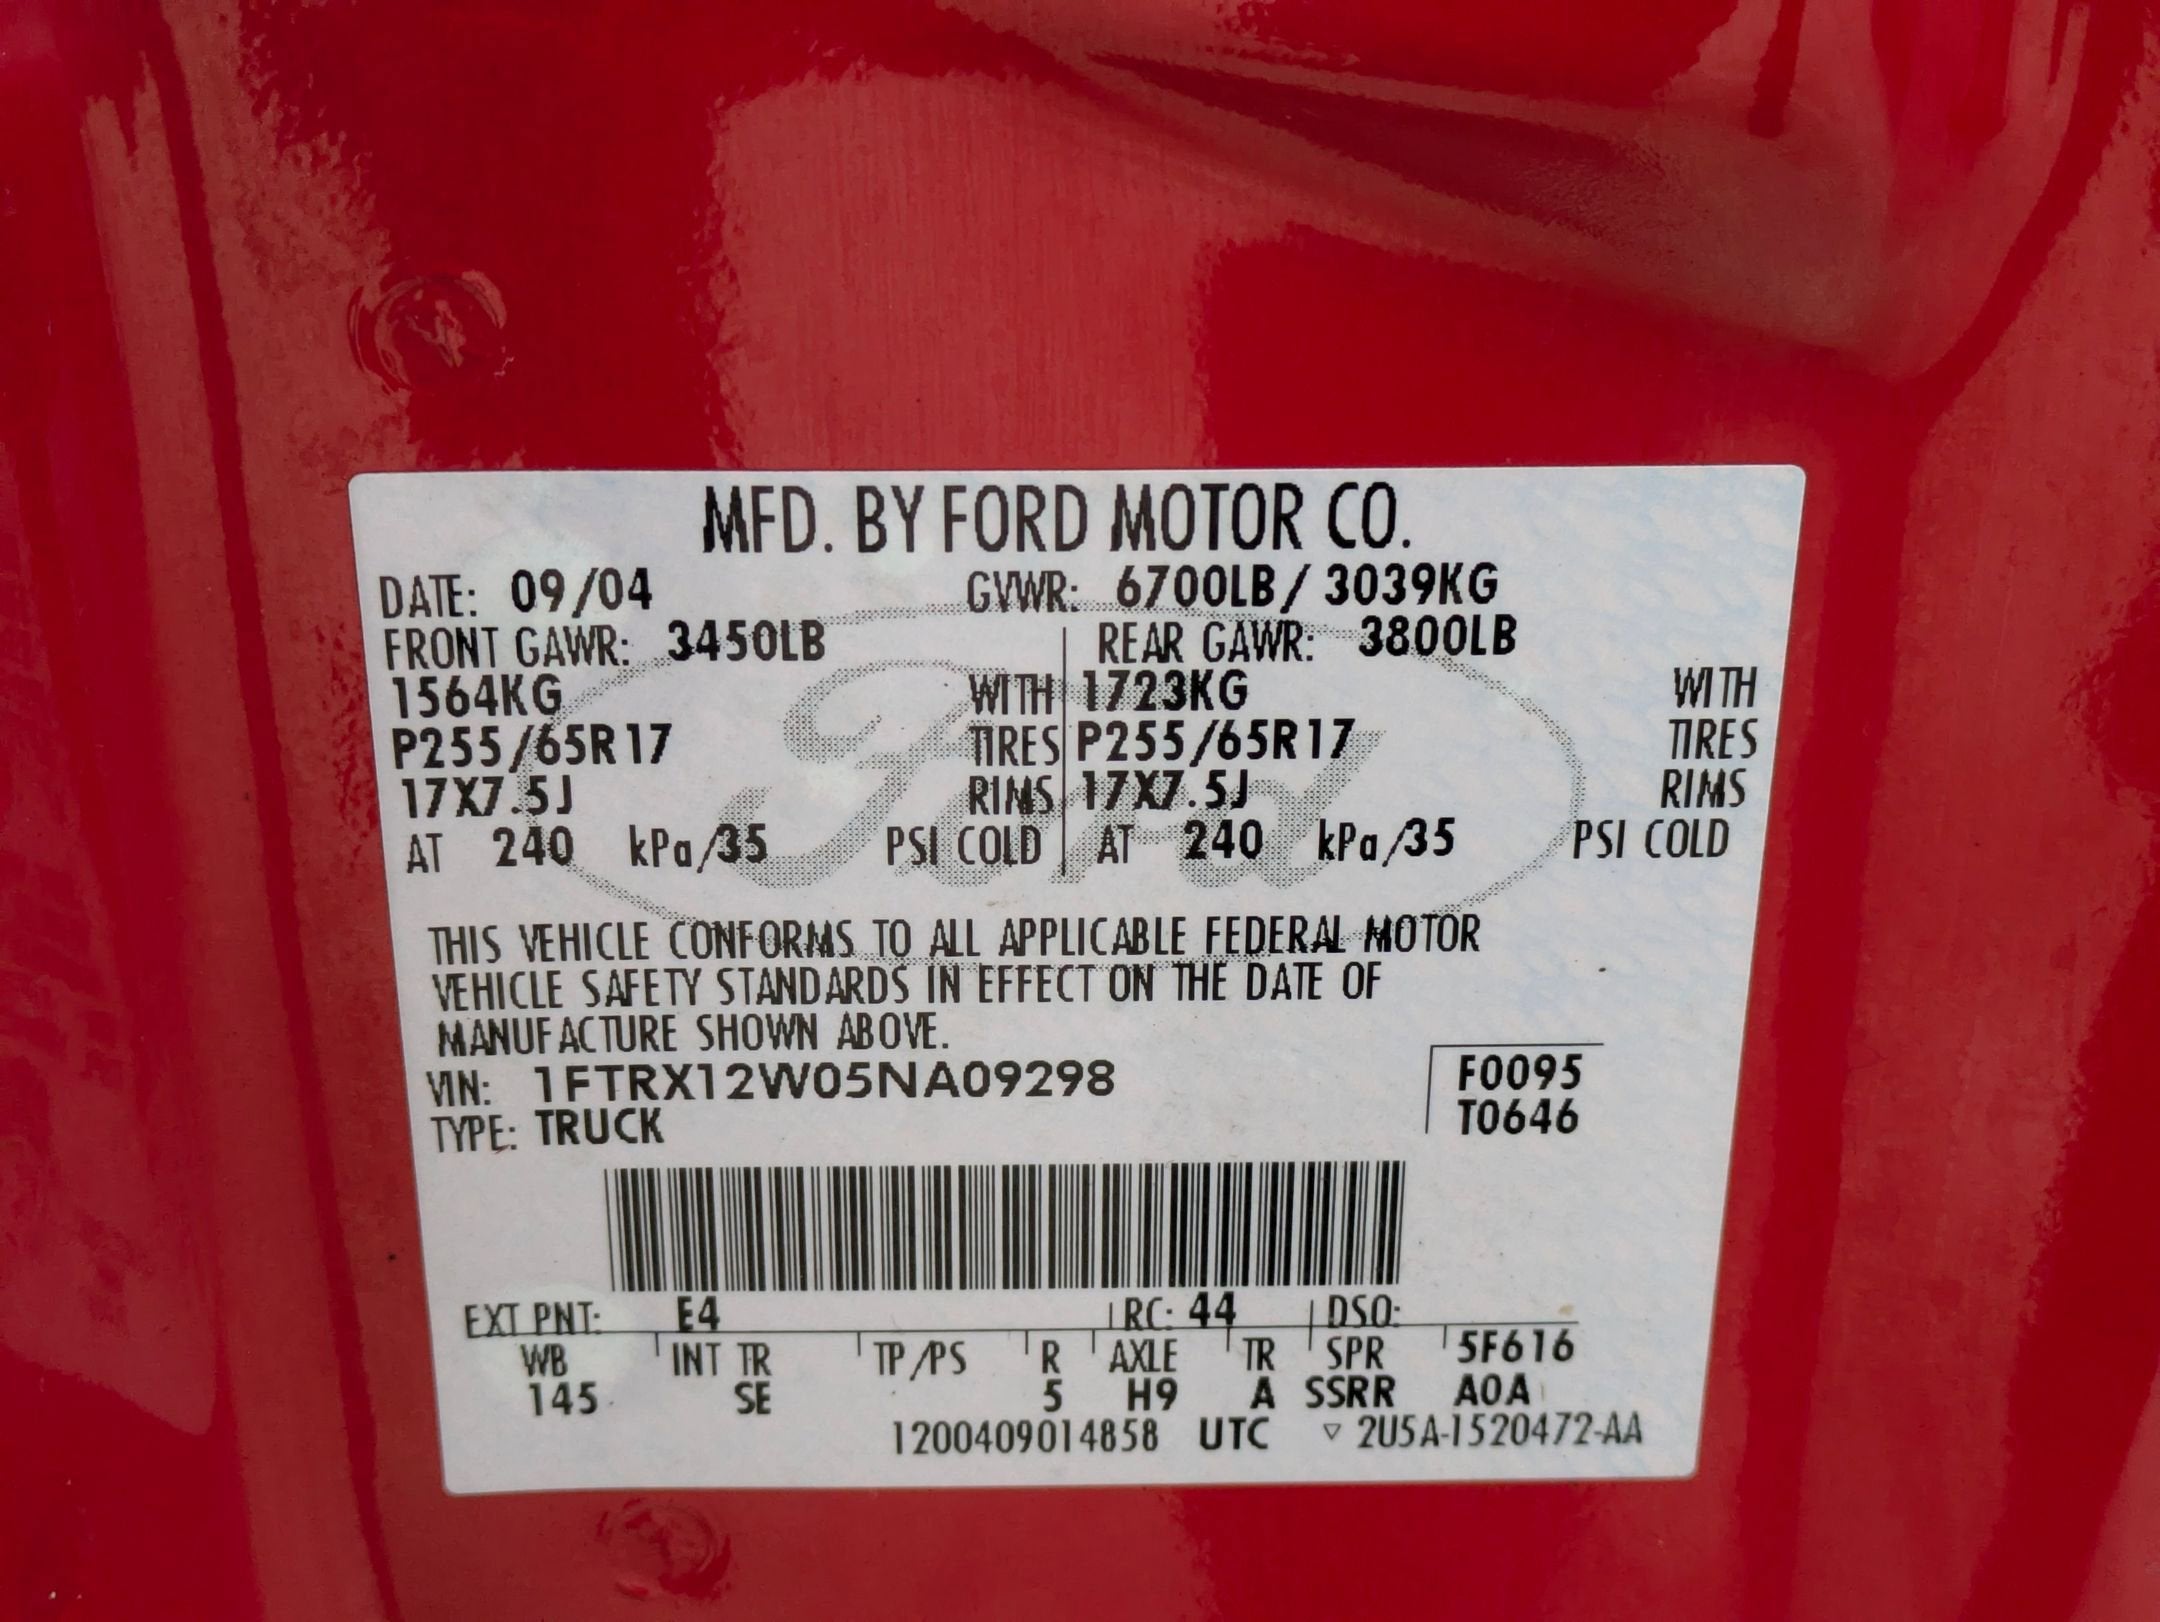 MFD. BY FORD MOTOR CO.
DATE: 09/04 GVWR: 6700LB/ 3039KG
FRONT GAWR: 3450LB REAR GAWR: 3800LB
1564KG WITH 1723KG WITH
P255/65R17 TIRES P255/65R17 TIRES
17X7.5J RIMS 17X7.5J RIMS
AT 240 kPa/35 PSI COLD AT 240 kPa/35 PSI COLD
Ford
THIS VEHICLE CONFORMS TO ALL APPLICABLE FEDERAL MOTOR
VEHICLE SAFETY STANDARDS IN EFFECT ON THE DATE OF
MANUFACTURE SHOWN ABOVE.
VIN: 1FTRX12W05NA09298 F0095
TYPE: TRUCK T0646
EXT PNT: E4 RC: 44 DSO:
WB INT TR TP/PS R AXLE TR SPR 5F616
145 SE 5 H9 A SSRR A0A
1200409014858 UTC ▽ 2U5A-1520472-AA